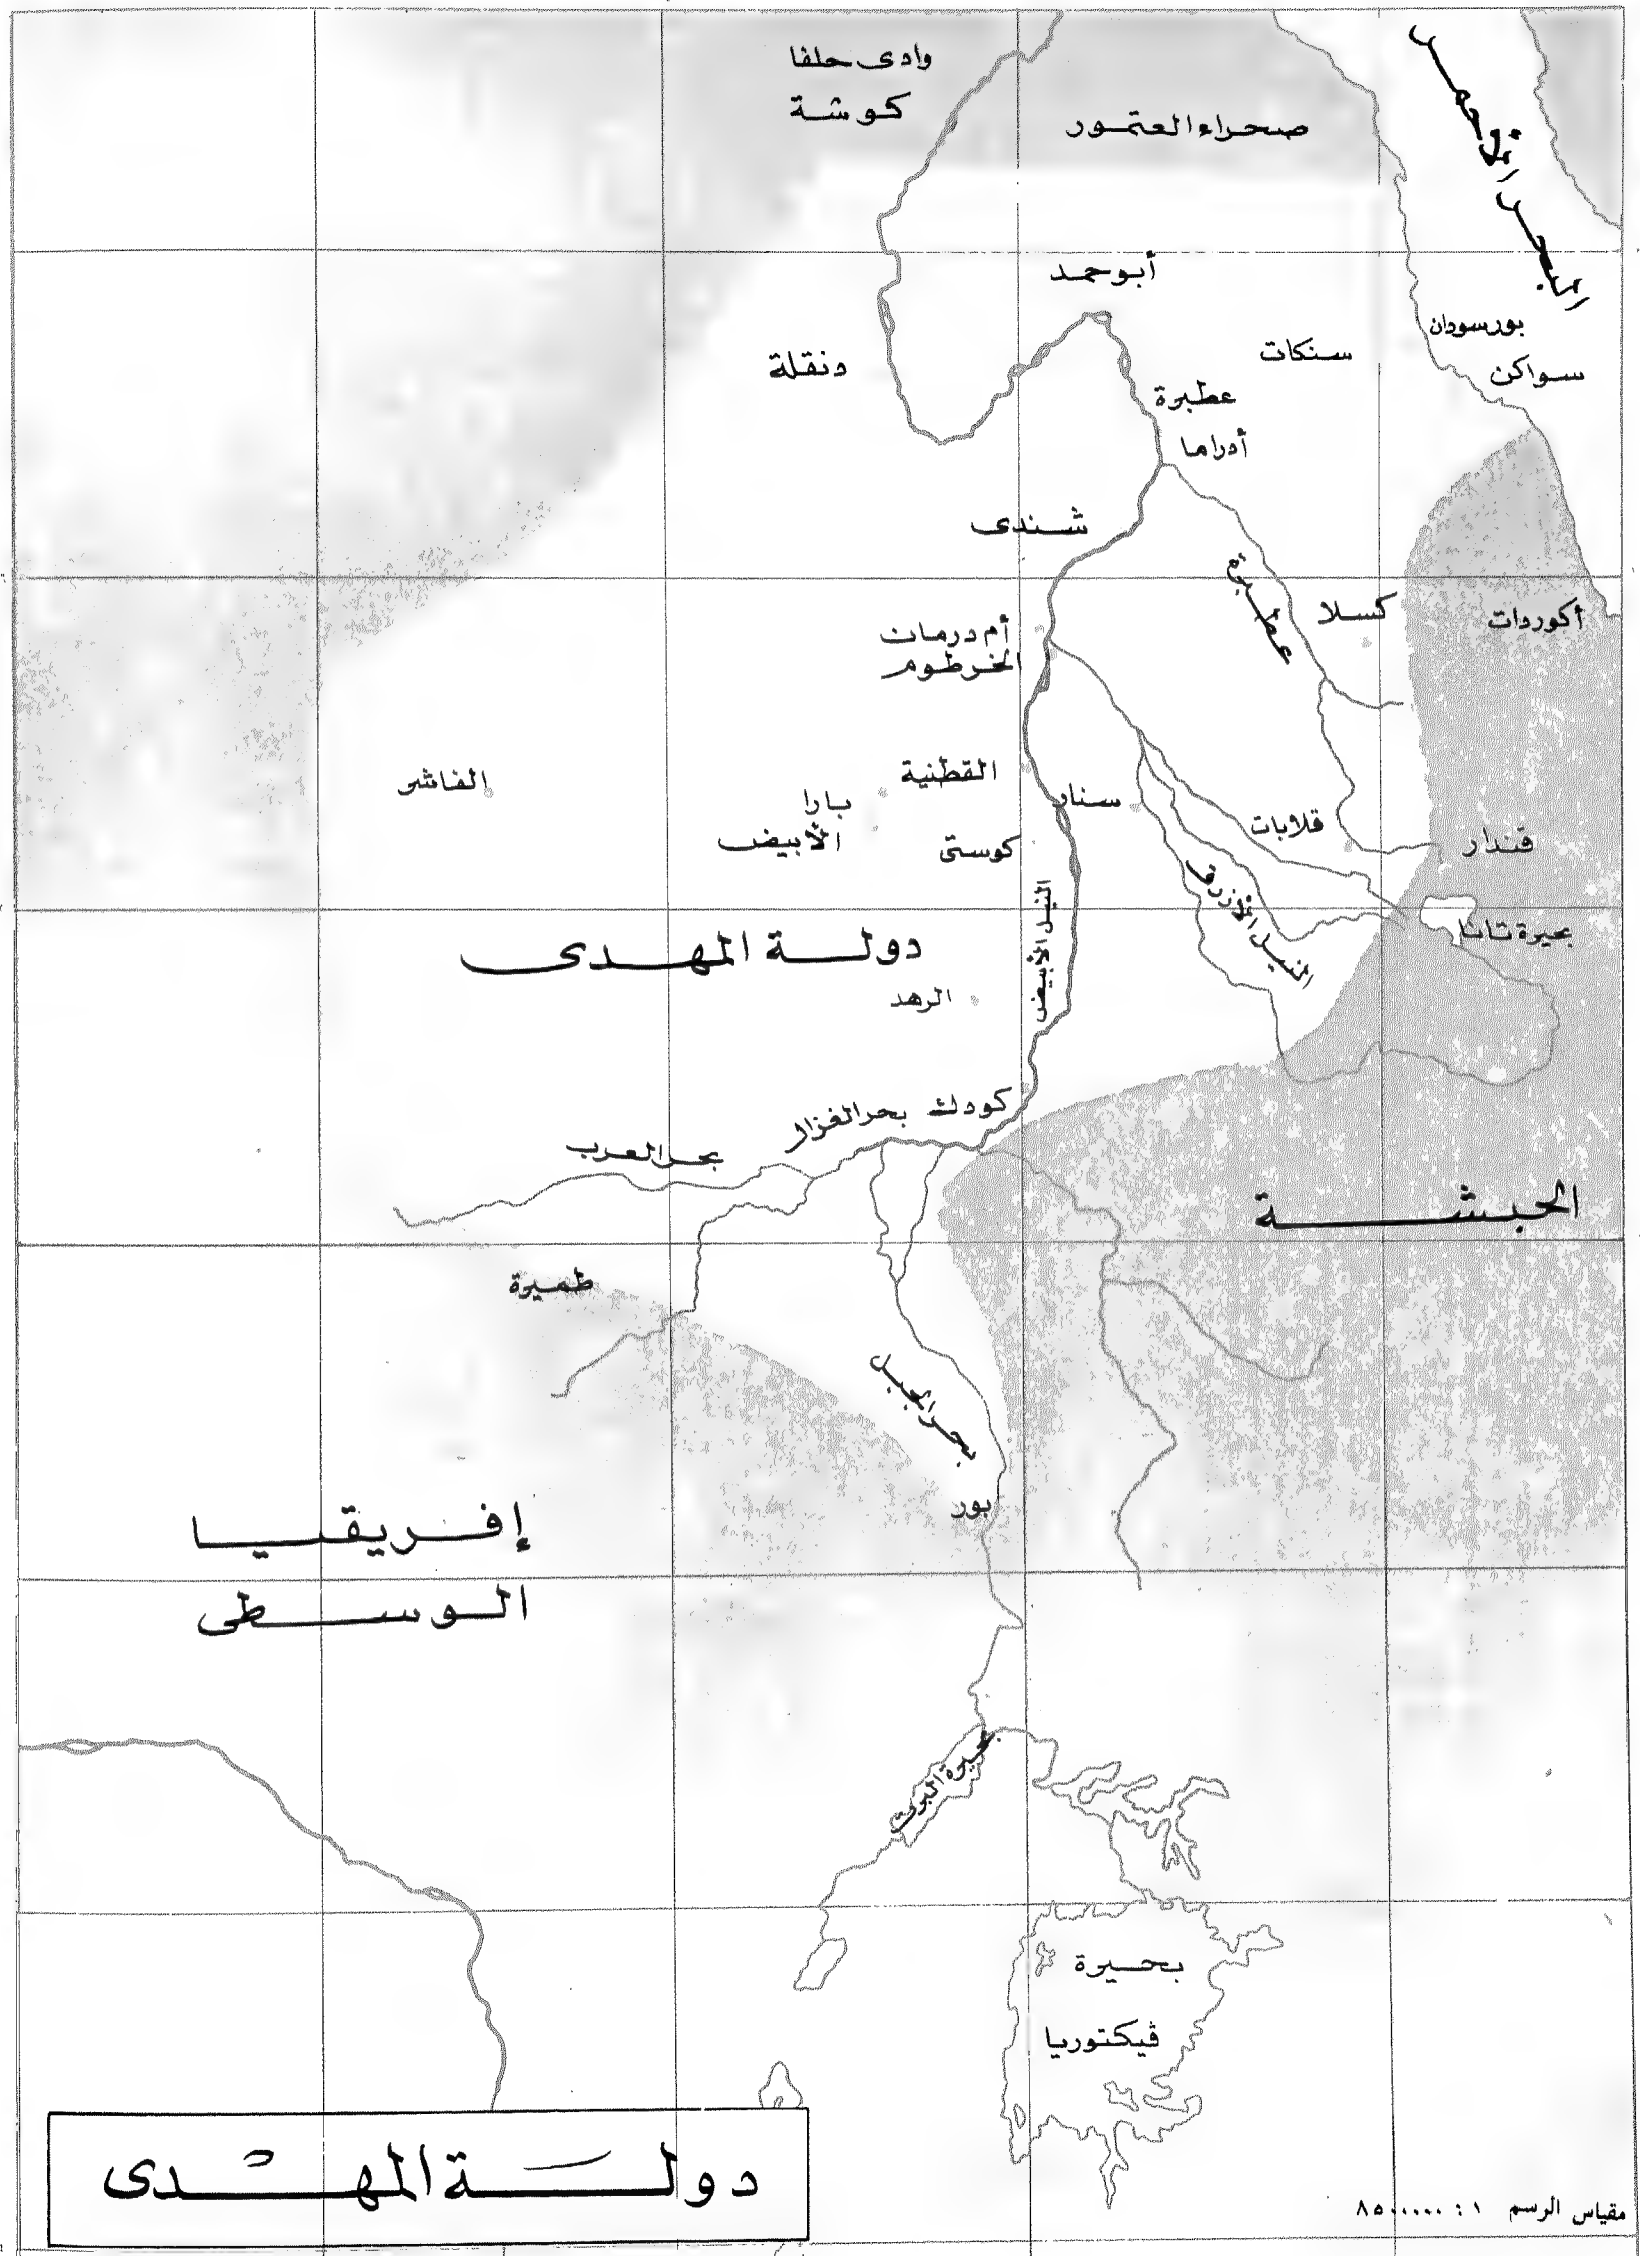 وادى حلفا
كوشة
صحراء العتمور
البحر الأحمر
أبو حمد
بورسودان
سنكات
سواكن
دنقلة
عطبرة
أدراما
شندى
عطبرة
كسلا
أكوردات
أم درمان
الخرطوم
الفاشر
القطنية
بارا
سنار
الأبيض
كوستى
قلابات
قندار
النيل الأبيض
النيل الأزرق
بحيرة تانا
دولة المهدى
الرهد
كودك
بحر الغزال
بحر العرب
الحبشة
طميرة
بحر الجبل
بور
إفريقيا
الوسطى
بحيرة البرت
بحيرة
ڤيكتوريا
دولة المهدى
مقياس الرسم ١ : ٨٥٠٠٠٠٠